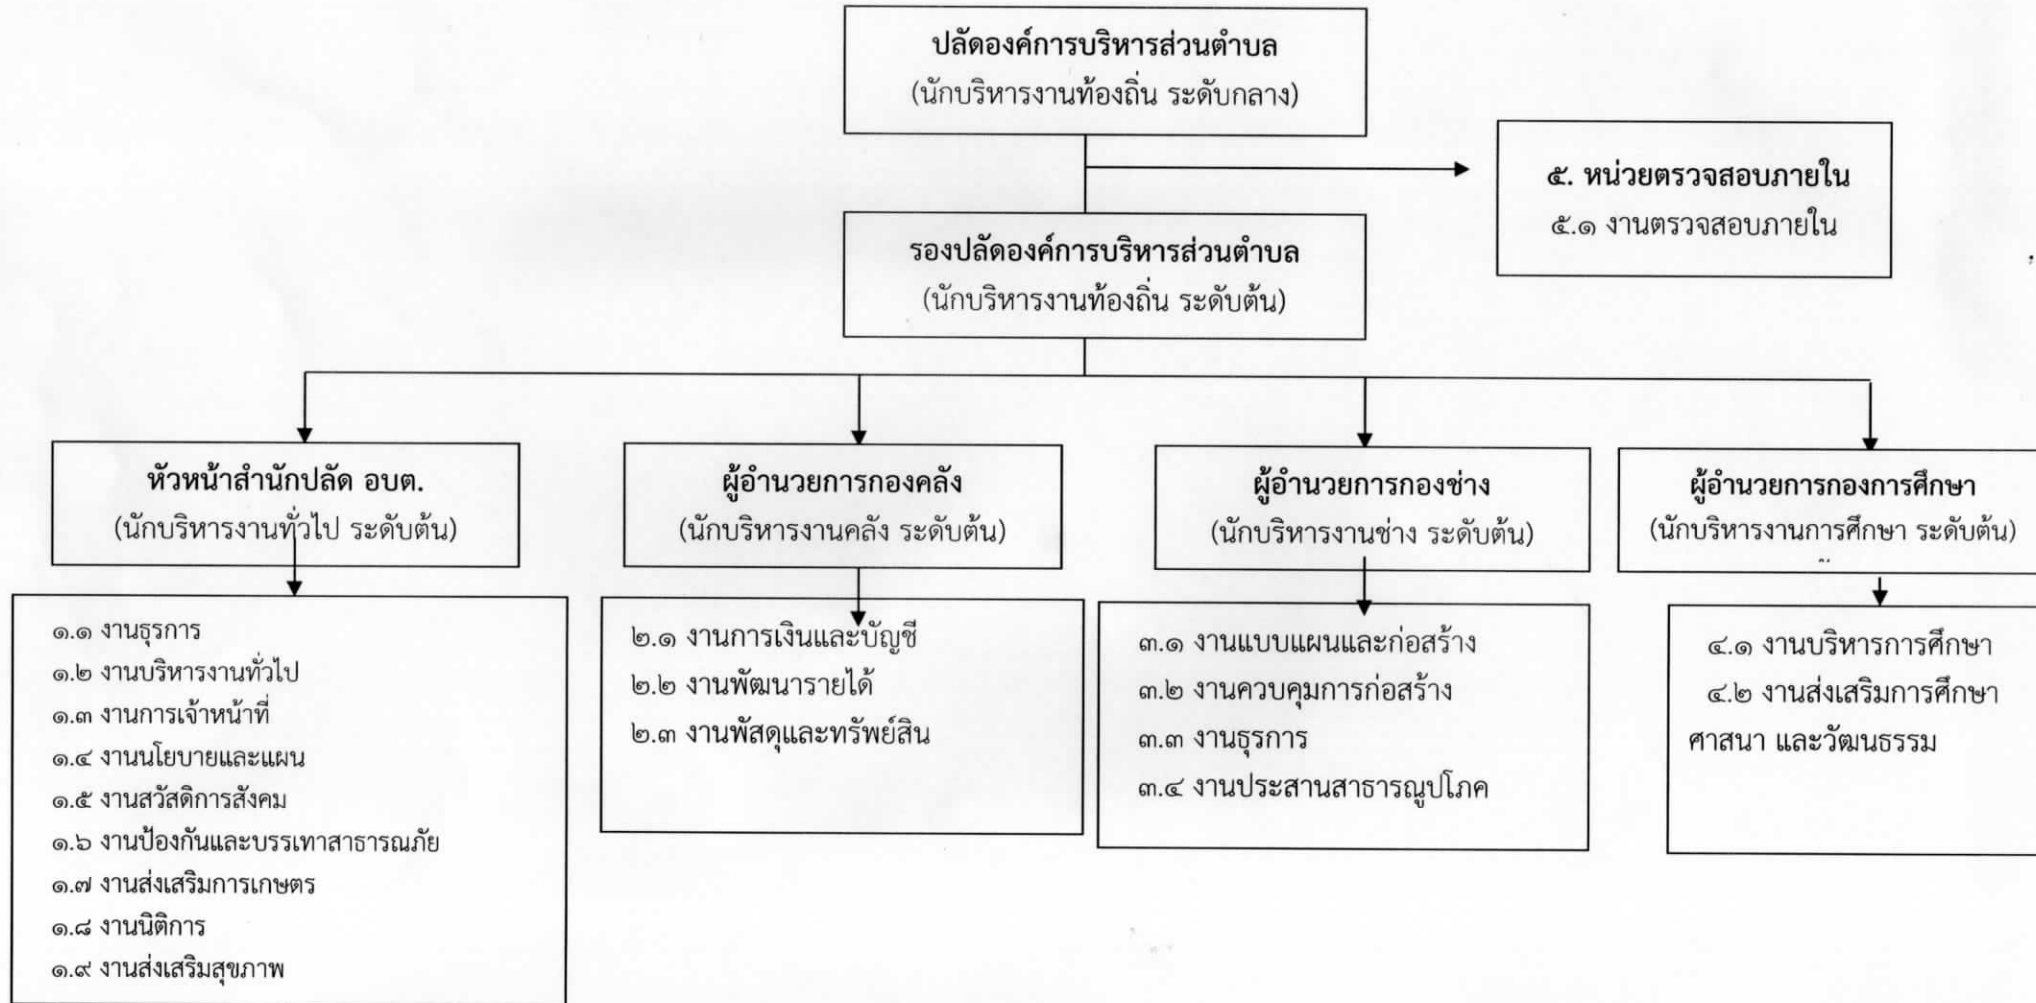 ปลัดองค์การบริหารส่วนตำบล
(นักบริหารงานท้องถิ่น ระดับกลาง)
๕. หน่วยตรวจสอบภายใน
๕.๑ งานตรวจสอบภายใน
รองปลัดองค์การบริหารส่วนตำบล
(นักบริหารงานท้องถิ่น ระดับต้น)
หัวหน้าสำนักปลัด อบต.
(นักบริหารงานทั่วไป ระดับต้น)
๑.๑ งานธุรการ
๑.๒ งานบริหารงานทั่วไป
๑.๓ งานการเจ้าหน้าที่
๑.๔ งานนโยบายและแผน
๑.๕ งานสวัสดิการสังคม
๑.๖ งานป้องกันและบรรเทาสาธารณภัย
๑.๗ งานส่งเสริมการเกษตร
๑.๘ งานนิติการ
๑.๙ งานส่งเสริมสุขภาพ
ผู้อำนวยการกองคลัง
(นักบริหารงานคลัง ระดับต้น)
๒.๑ งานการเงินและบัญชี
๒.๒ งานพัฒนารายได้
๒.๓ งานพัสดุและทรัพย์สิน
ผู้อำนวยการกองช่าง
(นักบริหารงานช่าง ระดับต้น)
๓.๑ งานแบบแผนและก่อสร้าง
๓.๒ งานควบคุมการก่อสร้าง
๓.๓ งานธุรการ
๓.๔ งานประสานสาธารณูปโภค
ผู้อำนวยการกองการศึกษา
(นักบริหารงานการศึกษา ระดับต้น)
๔.๑ งานบริหารการศึกษา
๔.๒ งานส่งเสริมการศึกษา
ศาสนา และวัฒนธรรม